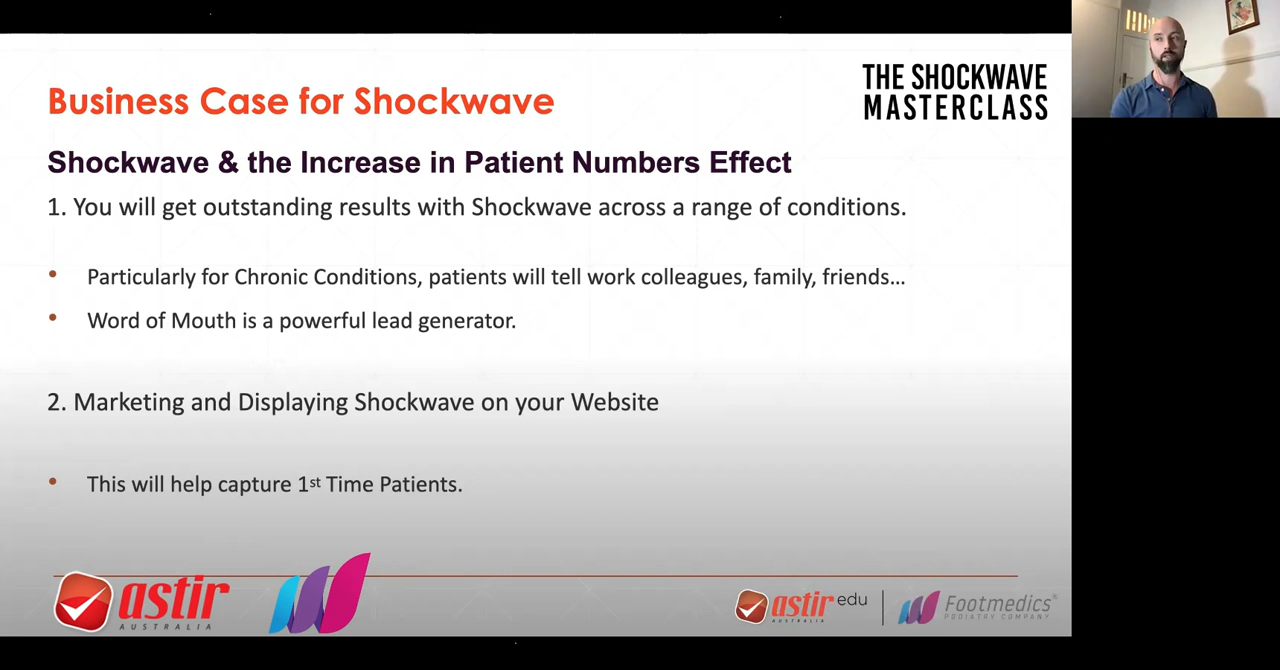 Business Case for Shockwave
THE SHOCKWAVE
MASTERCLASS
Shockwave & the Increase in Patient Numbers Effect
1. You will get outstanding results with Shockwave across a range of conditions.
• Particularly for Chronic Conditions, patients will tell work colleagues, family, friends...
• Word of Mouth is a powerful lead generator.
2. Marketing and Displaying Shockwave on your Website
• This will help capture 1st Time Patients.
astir
AUSTRALIA
astir edu
AUSTRALIA
Footmedics®
PODIATRY COMPANY